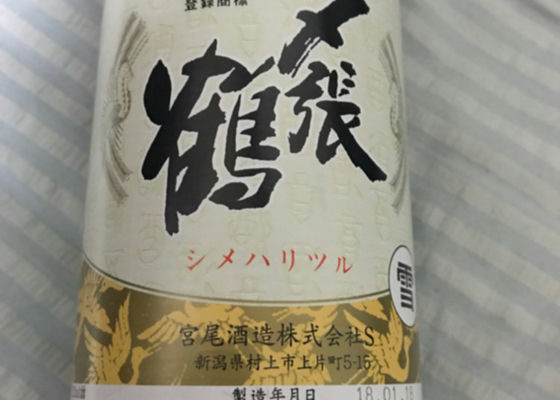 登録商標
〆張
鶴
シメハリツル
雪
宮尾酒造株式会社S
新潟県村上市上片町5-15
製造年月日 18.01.18